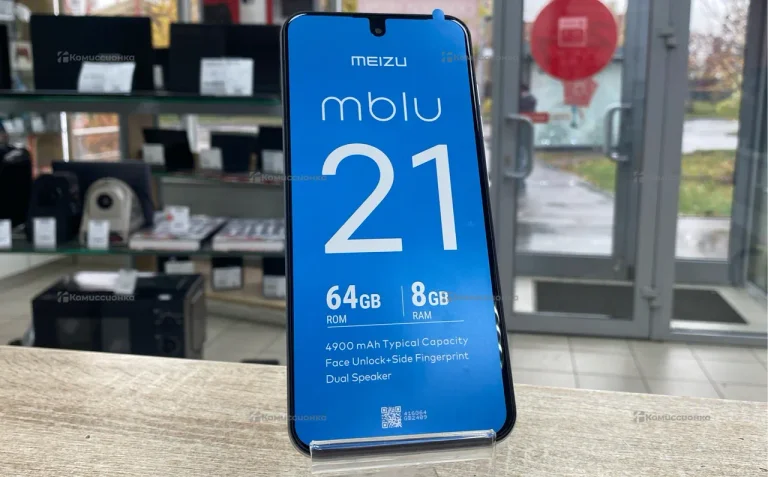 MEIZU
mblu
21
64GB
ROM
8GB
RAM
4900 mAh Typical Capacity
Face Unlock+Side Fingerprint
Dual Speaker
Комиссионка
Комиссионка
Комиссионка
Комиссионка
Комиссионка
Комиссионка